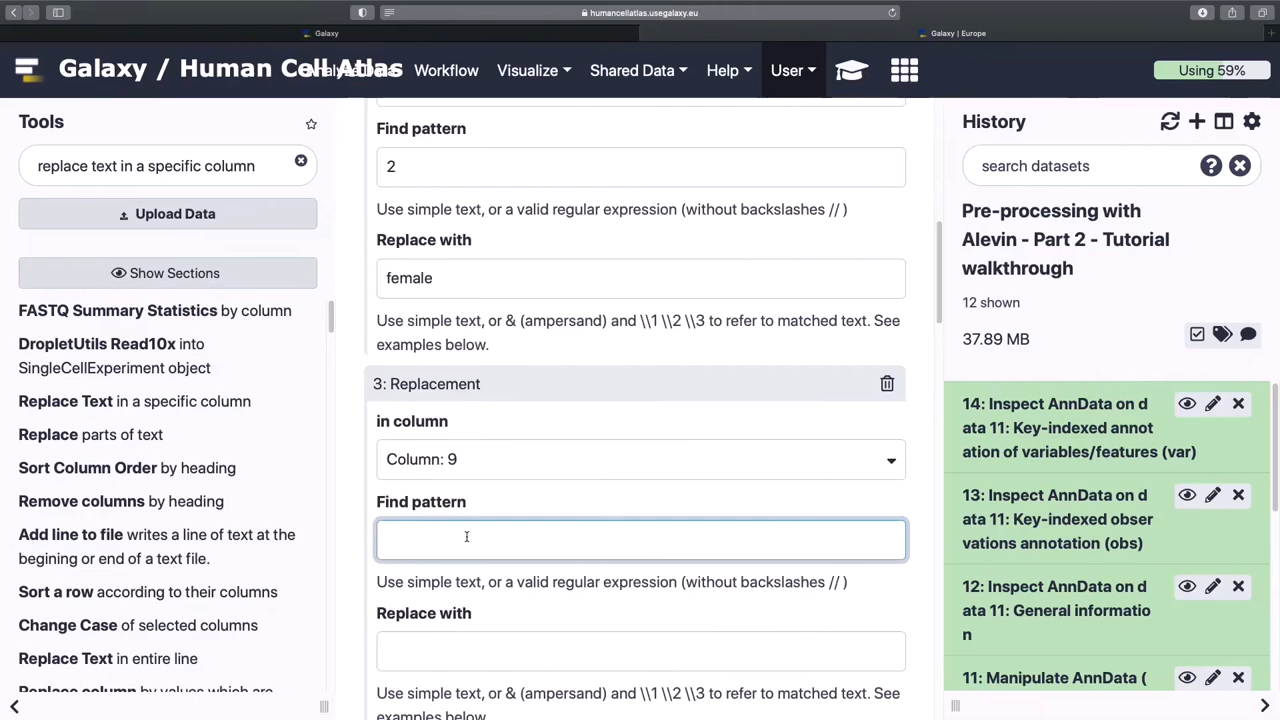 humancellatlas.usegalaxy.eu
Galaxy
Galaxy | Europe
Galaxy / Human Cell Atlas
Workflow
Visualize
Shared Data
Help
User
Using 59%
Tools
replace text in a specific column
Upload Data
Show Sections
FASTQ Summary Statistics by column
DropletUtils Read10x into
SingleCellExperiment object
Replace Text in a specific column
Replace parts of text
Sort Column Order by heading
Remove columns by heading
Add line to file writes a line of text at the
begining or end of a text file.
Sort a row according to their columns
Change Case of selected columns
Replace Text in entire line
Replace column by values which are
Find pattern
2
Use simple text, or a valid regular expression (without backslashes // )
Replace with
female
Use simple text, or & (ampersand) and \\1 \\2 \\3 to refer to matched text. See
examples below.
3: Replacement
in column
Column: 9
Find pattern
Use simple text, or a valid regular expression (without backslashes // )
Replace with
Use simple text, or & (ampersand) and \\1 \\2 \\3 to refer to matched text. See
examples below.
History
search datasets
Pre-processing with
Alevin - Part 2 - Tutorial
walkthrough
12 shown
37.89 MB
14: Inspect AnnData on d
ata 11: Key-indexed annot
ation of variables/features (var)
13: Inspect AnnData on d
ata 11: Key-indexed obser
vations annotation (obs)
12: Inspect AnnData on d
ata 11: General informatio
n
11: Manipulate AnnData (